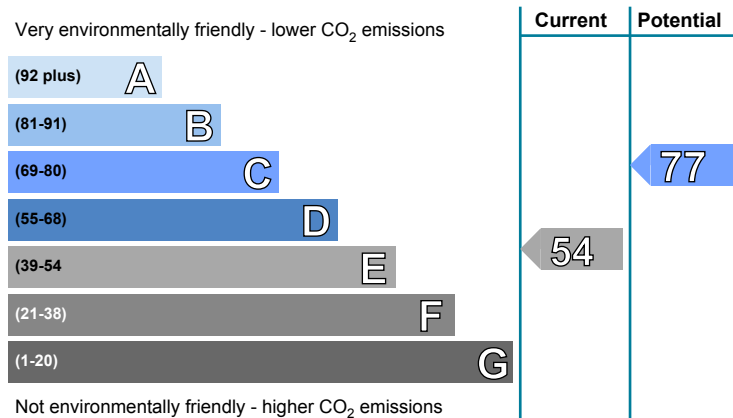 Current Potential
Very environmentally friendly - lower CO₂ emissions
(92 plus) A
(81-91) B
(69-80) C
77
(55-68) D
(39-54 E
54
(21-38) F
(1-20) G
Not environmentally friendly - higher CO₂ emissions